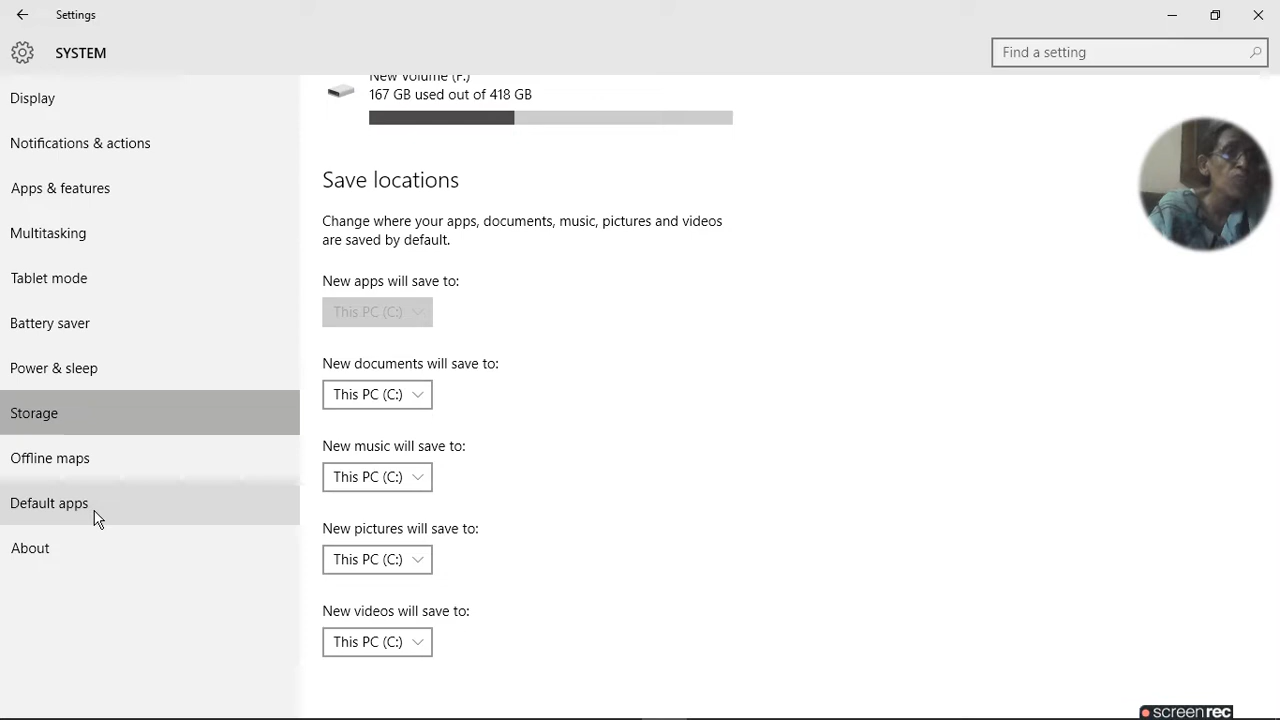 Settings
SYSTEM
Find a setting
Display
Notifications & actions
Apps & features
Multitasking
Tablet mode
Battery saver
Power & sleep
Storage
Offline maps
Default apps
About
New Volume (F:)
167 GB used out of 418 GB
Save locations
Change where your apps, documents, music, pictures and videos
are saved by default.
New apps will save to:
This PC (C:)
New documents will save to:
This PC (C:)
New music will save to:
This PC (C:)
New pictures will save to:
This PC (C:)
New videos will save to:
This PC (C:)
screenrec